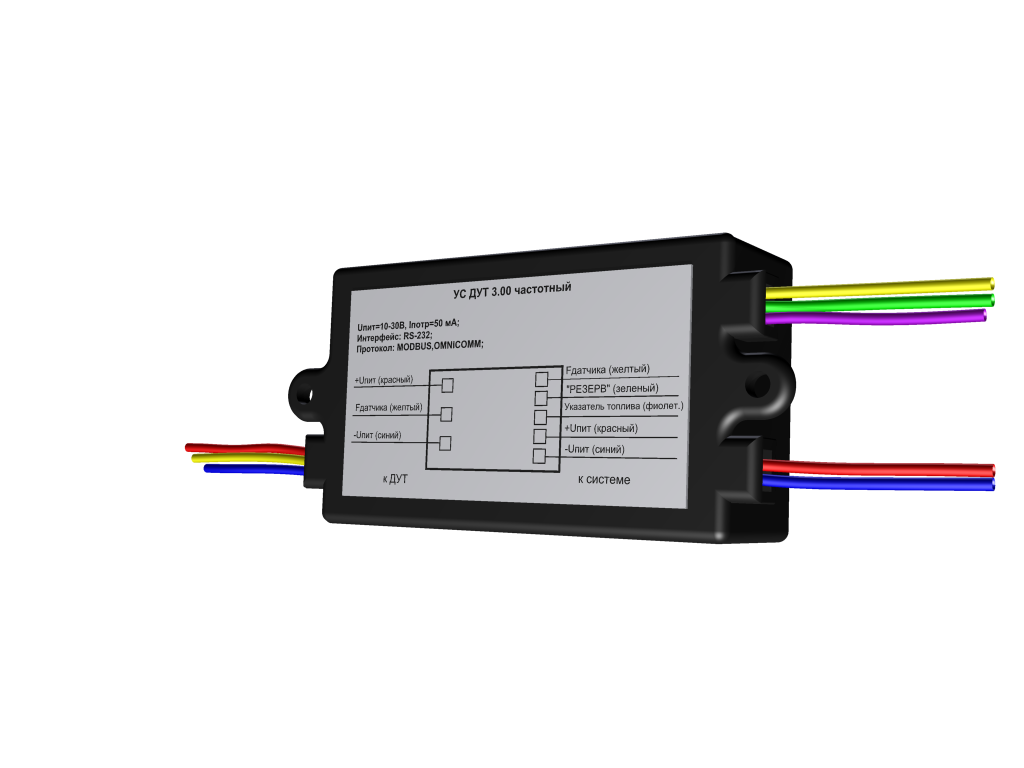 УС ДУТ 3.00 частотный
Uпит=10-30В, Iпотр=50 мА;
Интерфейс: RS-232;
Протокол: MODBUS,OMNICOMM;
+Uпит (красный)
Fдатчика (желтый)
-Uпит (синий)
Fдатчика (желтый)
"РЕЗЕРВ" (зеленый)
Указатель топлива (фиолет.)
+Uпит (красный)
-Uпит (синий)
к ДУТ
к системе